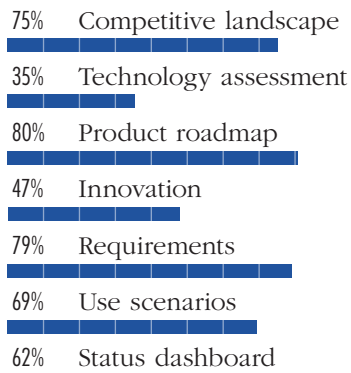 75% Competitive landscape
35% Technology assessment
80% Product roadmap
47% Innovation
79% Requirements
69% Use scenarios
62% Status dashboard